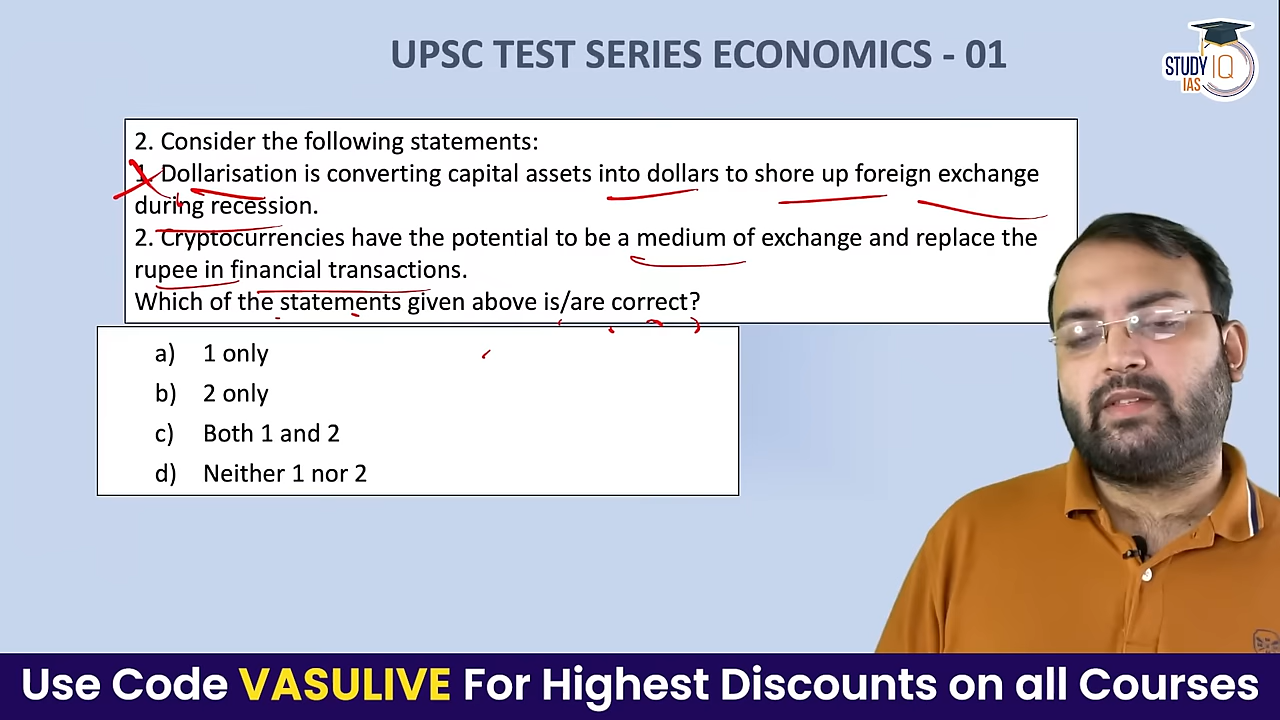 UPSC TEST SERIES ECONOMICS - 01
STUDY IQ
IAS
2. Consider the following statements:
1. Dollarisation is converting capital assets into dollars to shore up foreign exchange
during recession.
2. Cryptocurrencies have the potential to be a medium of exchange and replace the
rupee in financial transactions.
Which of the statements given above is/are correct?
a) 1 only
b) 2 only
c) Both 1 and 2
d) Neither 1 nor 2
Use Code VASULIVE For Highest Discounts on all Courses